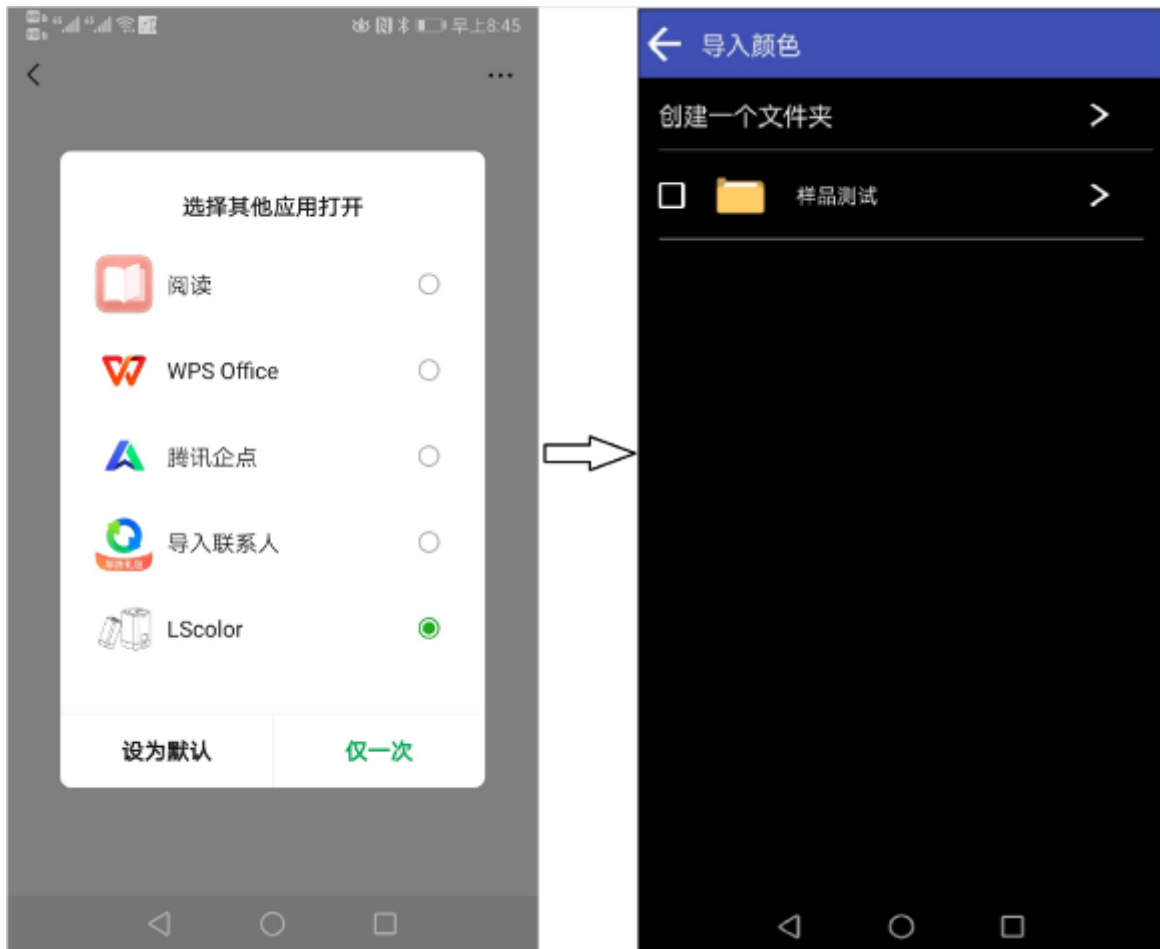 早上8:45
选择其他应用打开
阅读
WPS Office
腾讯企点
导入联系人
LScolor
设为默认
仅一次
导入颜色
创建一个文件夹
样品测试